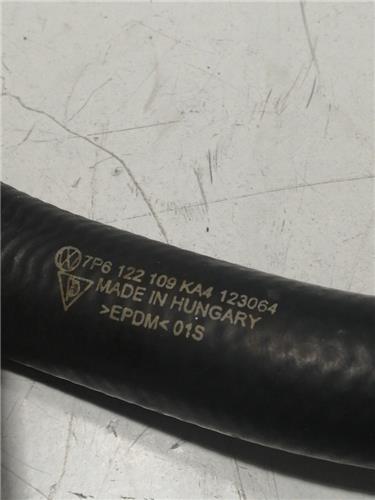 7P6 122 109 KA4 123064
MADE IN HUNGARY
>EPDM< 01S